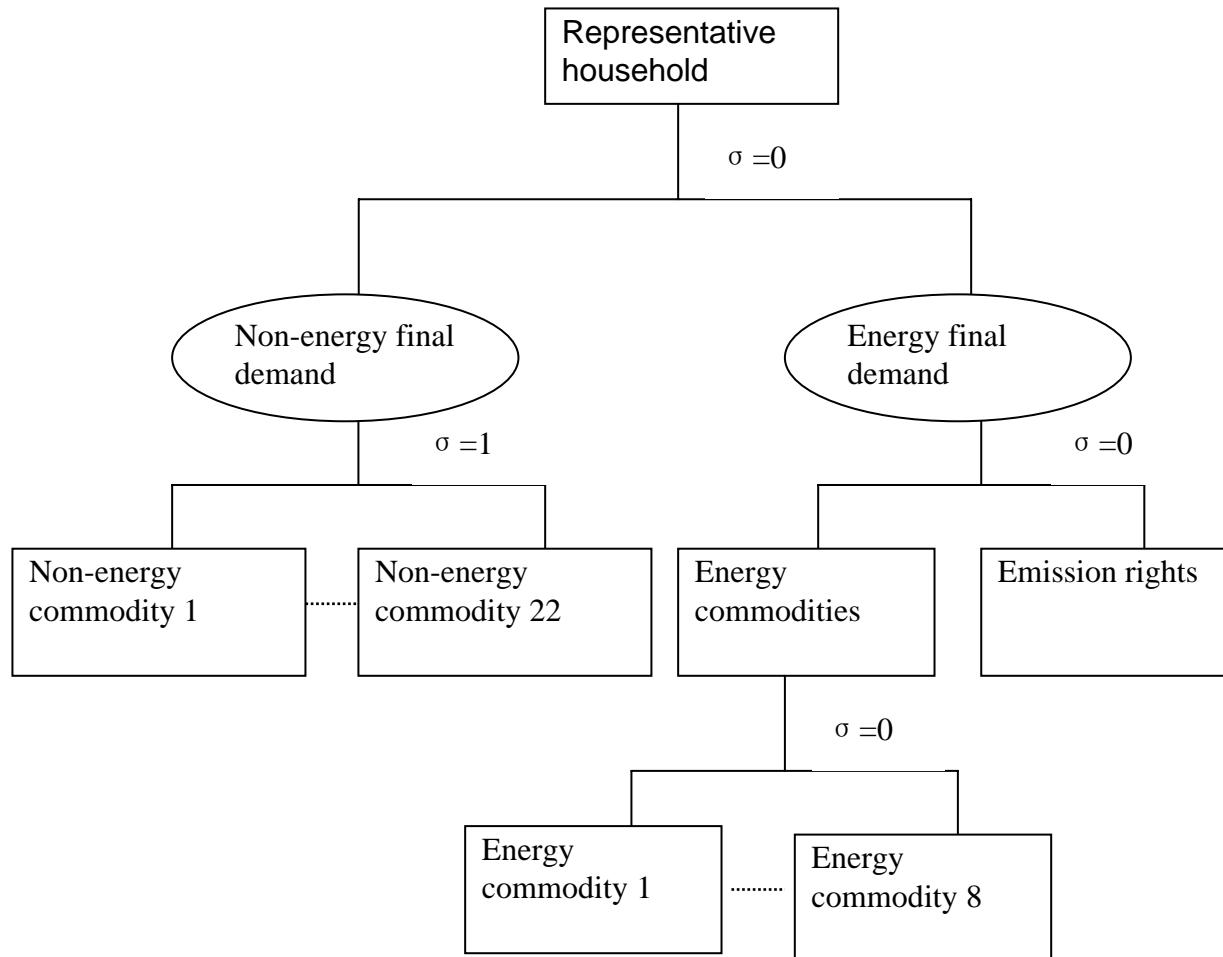 Representative
household
σ =0
Non-energy final
demand
Energy final
demand
σ =1
σ =0
Non-energy
commodity 1
Non-energy
commodity 22
Energy
commodities
Emission rights
σ =0
Energy
commodity 1
Energy
commodity 8